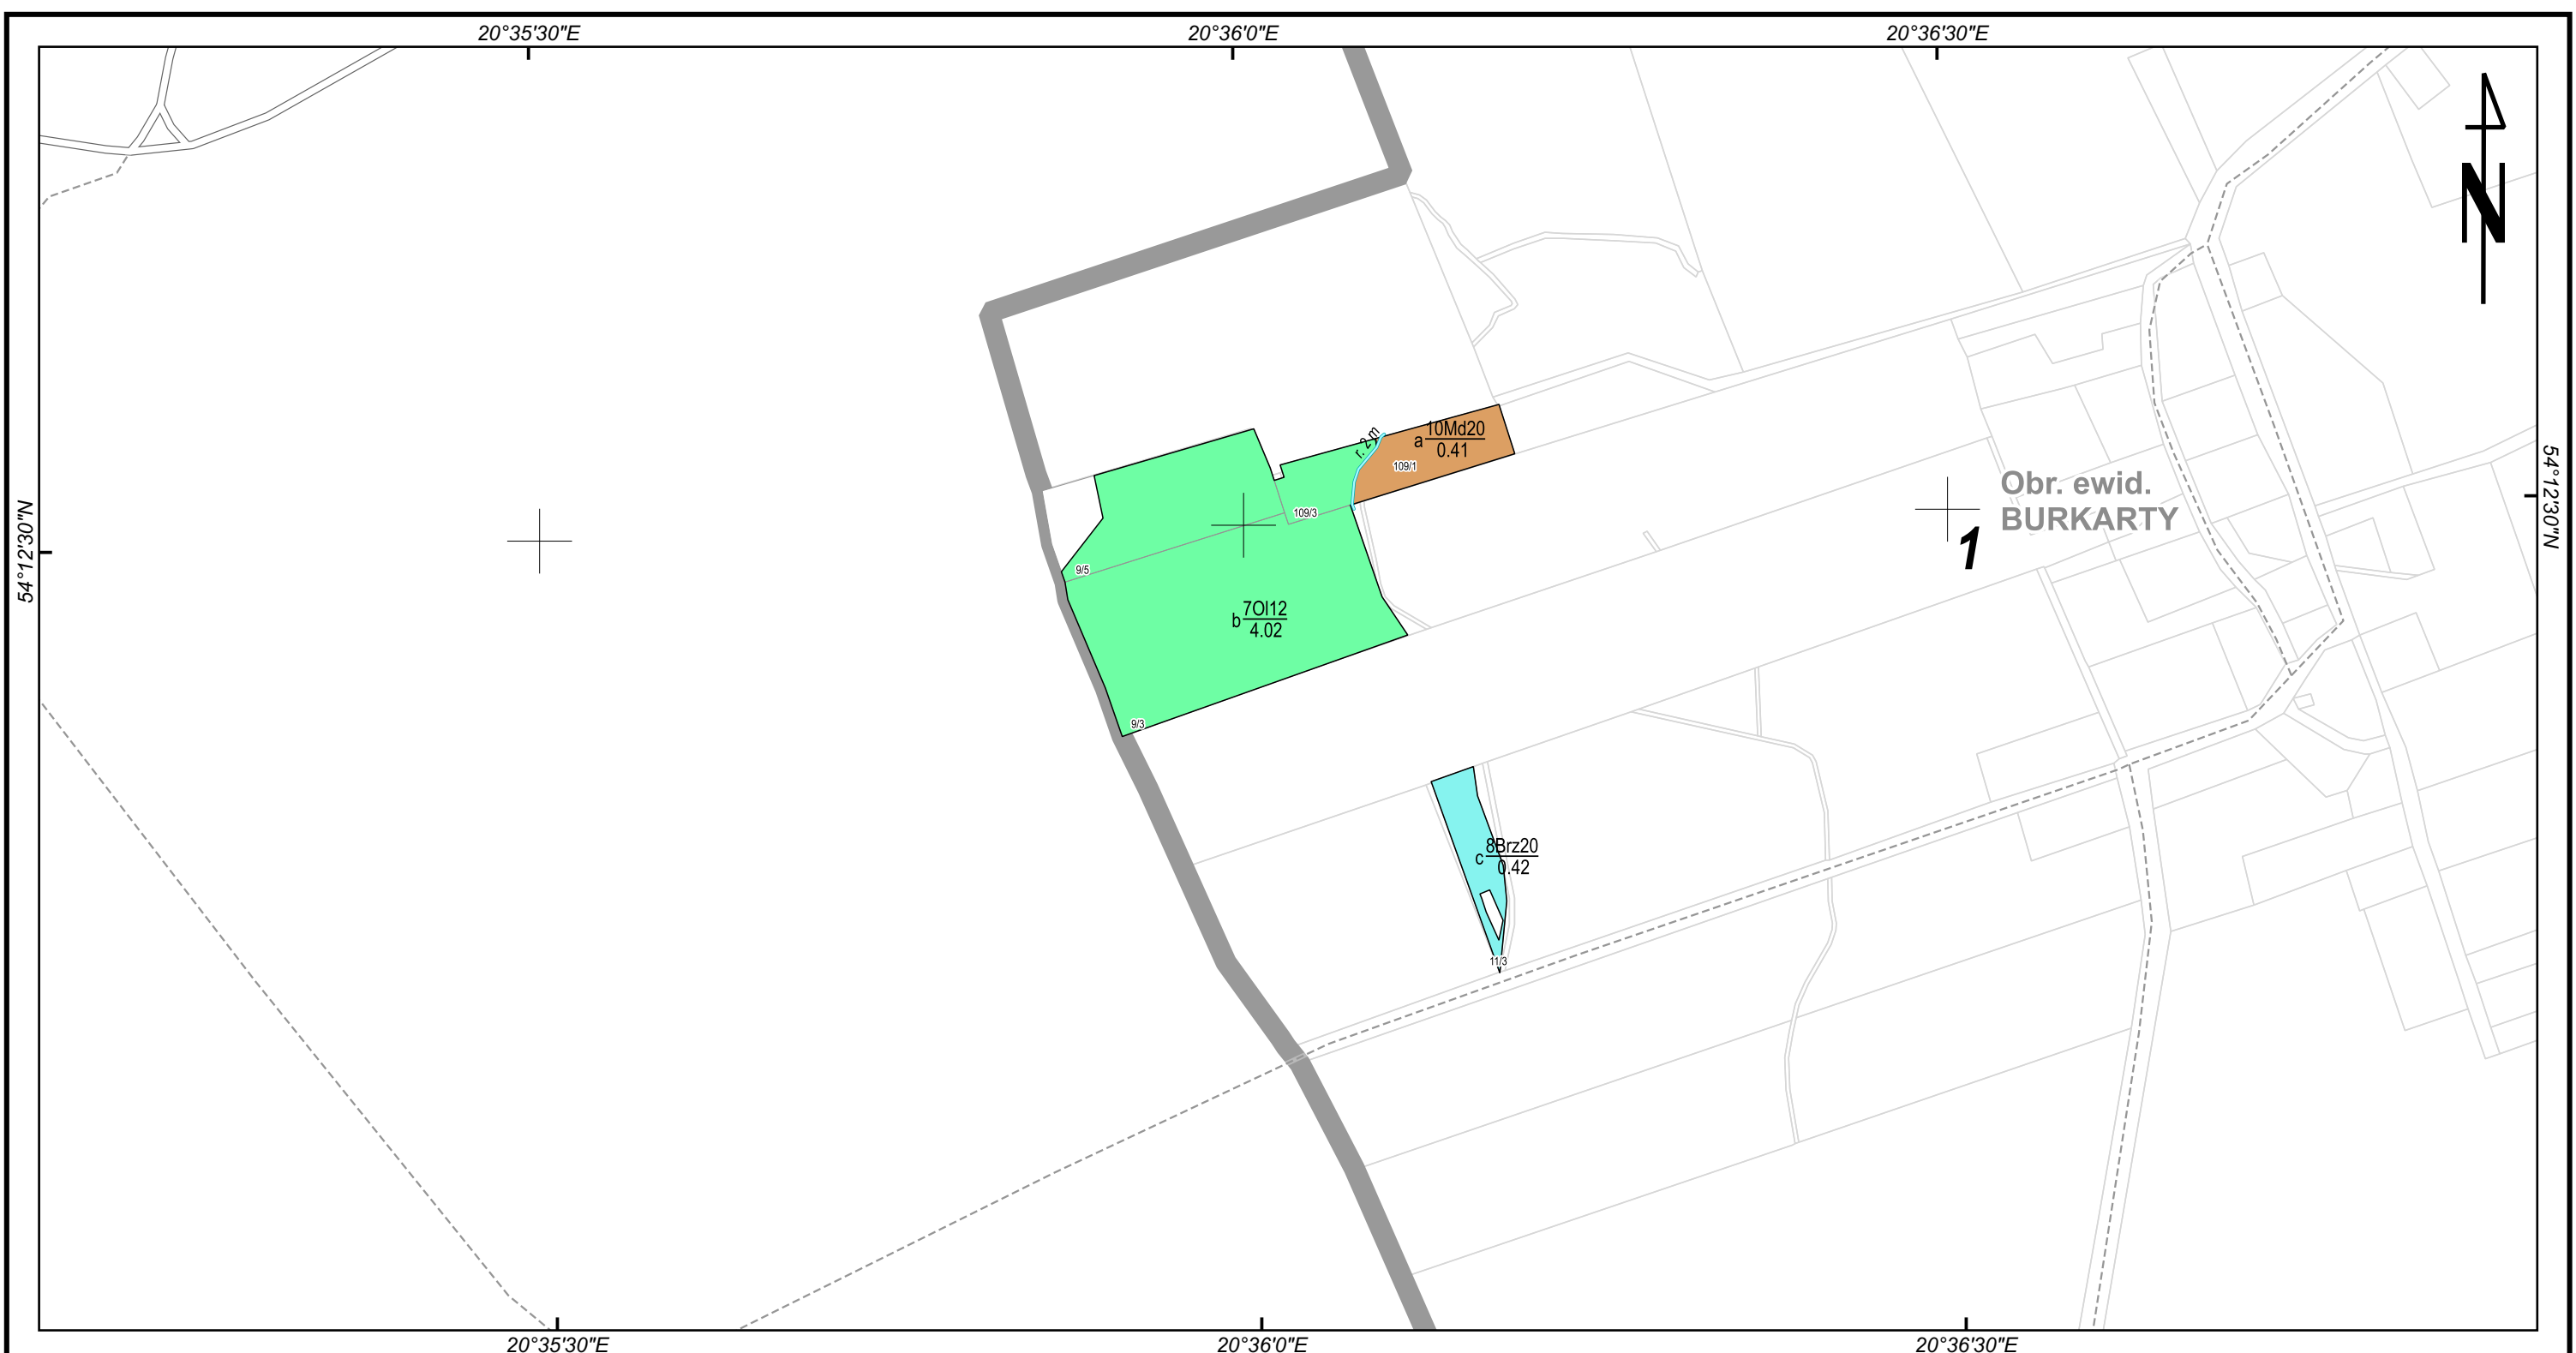 20°35'30"E
20°36'0"E
20°36'30"E
N
r. 2 m
a 10Md20
0.41
109/1
Obr. ewid.
BURKARTY
1
54°12'30"N
54°12'30"N
109/3
9/5
b 7Ol12
4.02
9/3
c 8Brz20
0.42
11/3
20°35'30"E
20°36'0"E
20°36'30"E